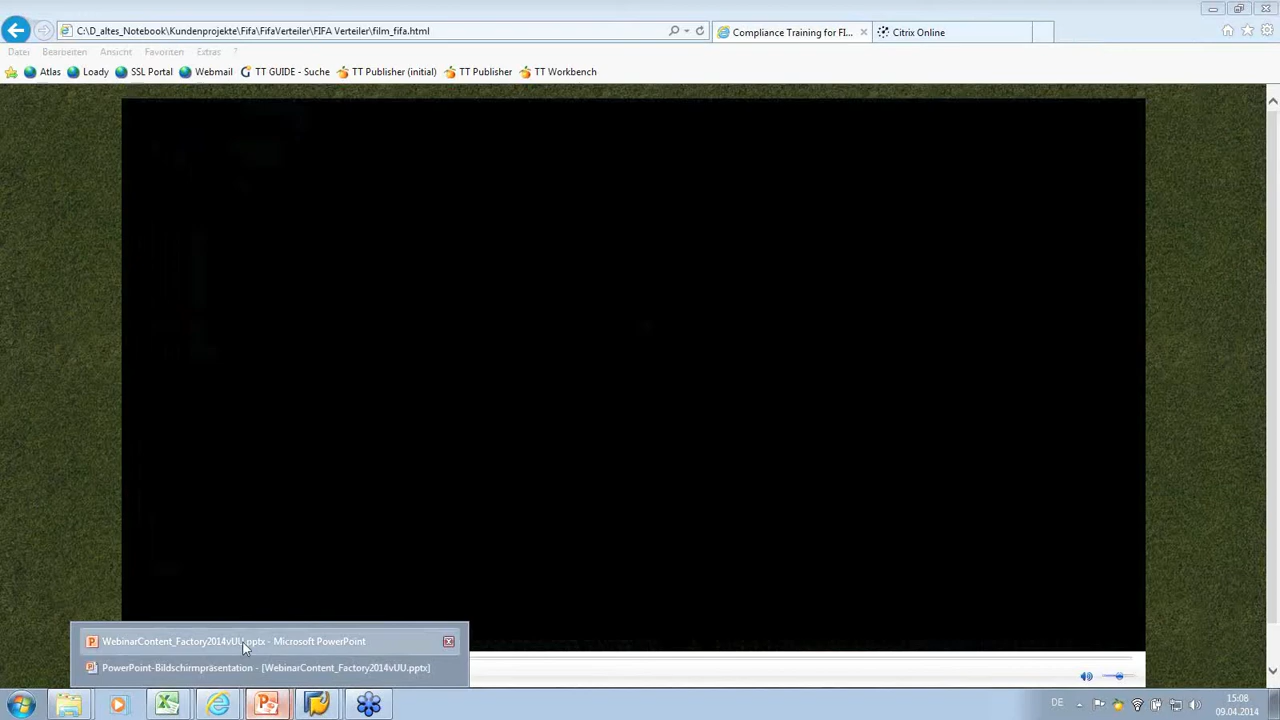 C:\D_altes_Notebook\Kundenprojekte\Fifa\FifaVerteiler\FIFA Verteiler\film_fifa.html
Compliance Training for FI...
Citrix Online
Datei Bearbeiten Ansicht Favoriten Extras ?
Atlas Loady SSL Portal Webmail TT GUIDE - Suche TT Publisher (initial) TT Publisher TT Workbench
WebinarContent_Factory2014vUU.pptx - Microsoft PowerPoint
PowerPoint-Bildschirmpräsentation - [WebinarContent_Factory2014vUU.pptx]
DE
15:08
09.04.2014